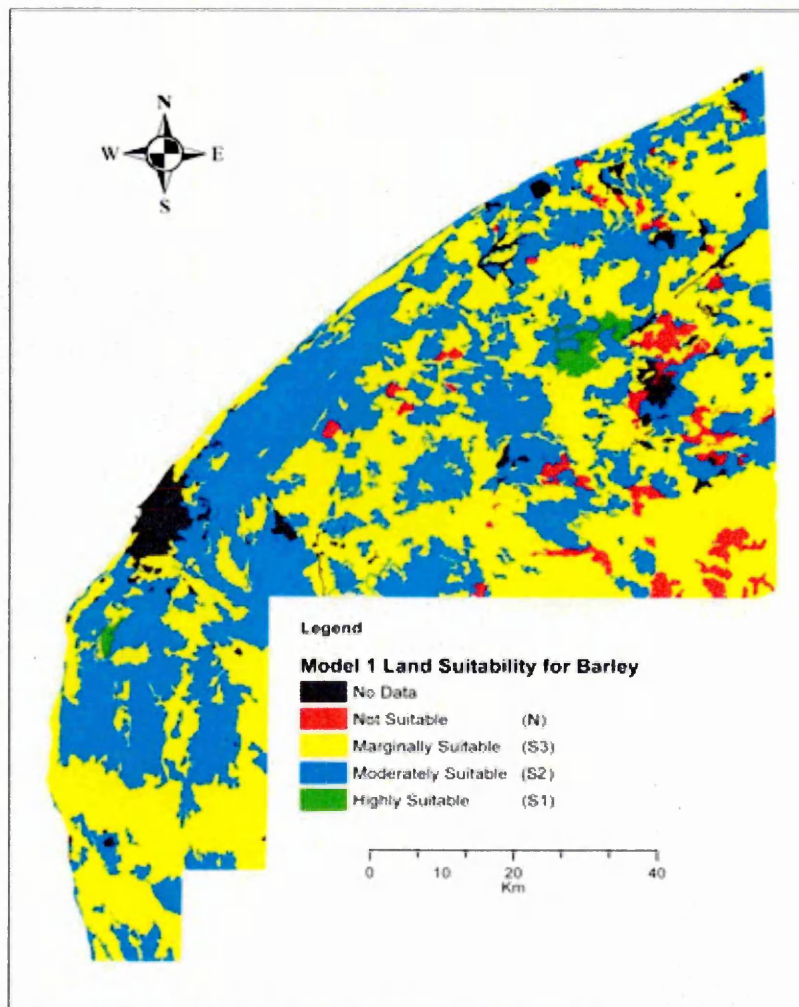 N
W E
S
Legend
Model 1 Land Suitability for Barley
No Data
Not Suitable (N)
Marginally Suitable (S3)
Moderately Suitable (S2)
Highly Suitable (S1)
0 10 20 40
Km